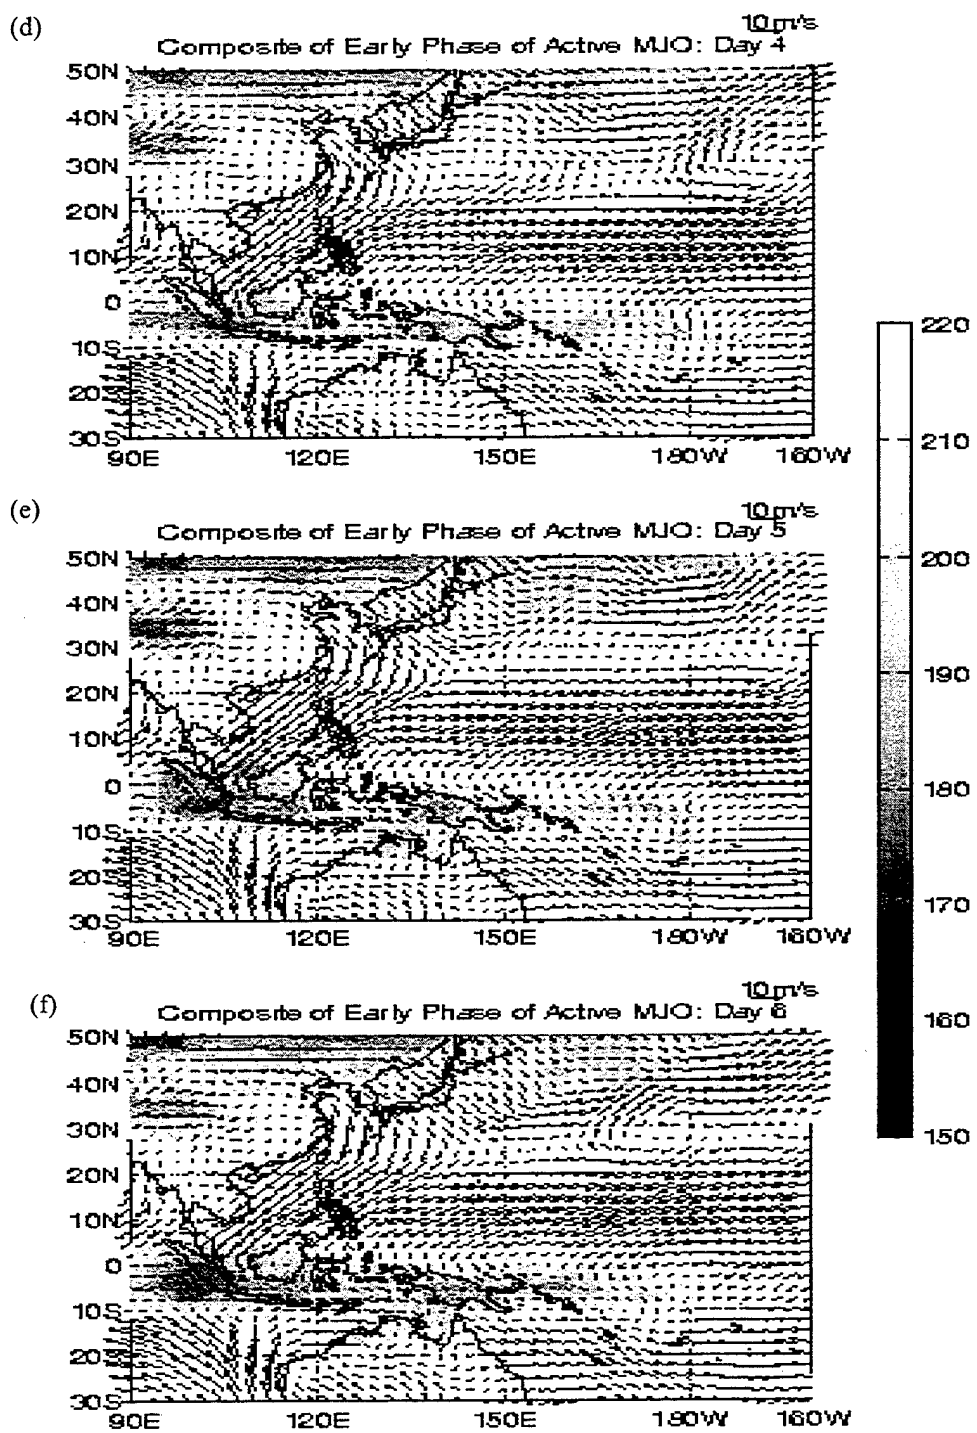 (d)
10 m/s
Composite of Early Phase of Active MJO: Day 4
50N
40N
30N
20N
10N
0
10S
20S
30S
90E 120E 150E 180W 160W
(e)
10 m/s
Composite of Early Phase of Active MJO: Day 5
50N
40N
30N
20N
10N
0
10S
20S
30S
90E 120E 150E 180W 160W
(f)
10 m/s
Composite of Early Phase of Active MJO: Day 6
50N
40N
30N
20N
10N
0
10S
20S
30S
90E 120E 150E 180W 160W
220
210
200
190
180
170
160
150